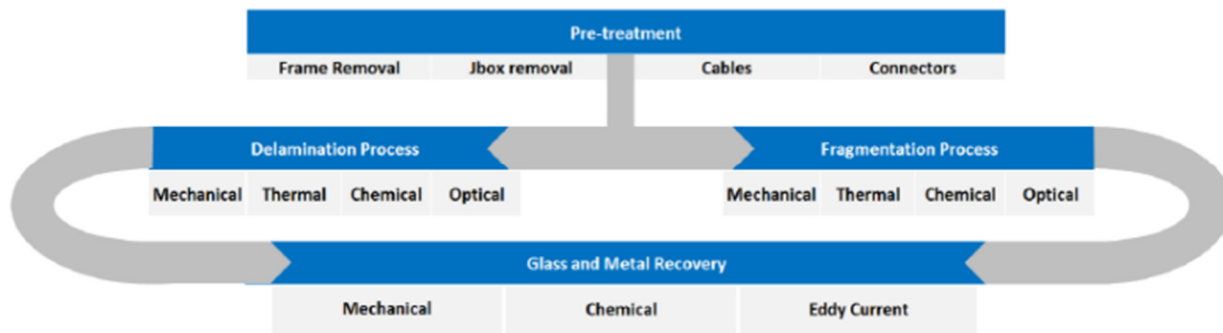 Pre-treatment
Frame Removal Jbox removal Cables Connectors
Delamination Process Fragmentation Process
Mechanical Thermal Chemical Optical Mechanical Thermal Chemical Optical
Glass and Metal Recovery
Mechanical Chemical Eddy Current